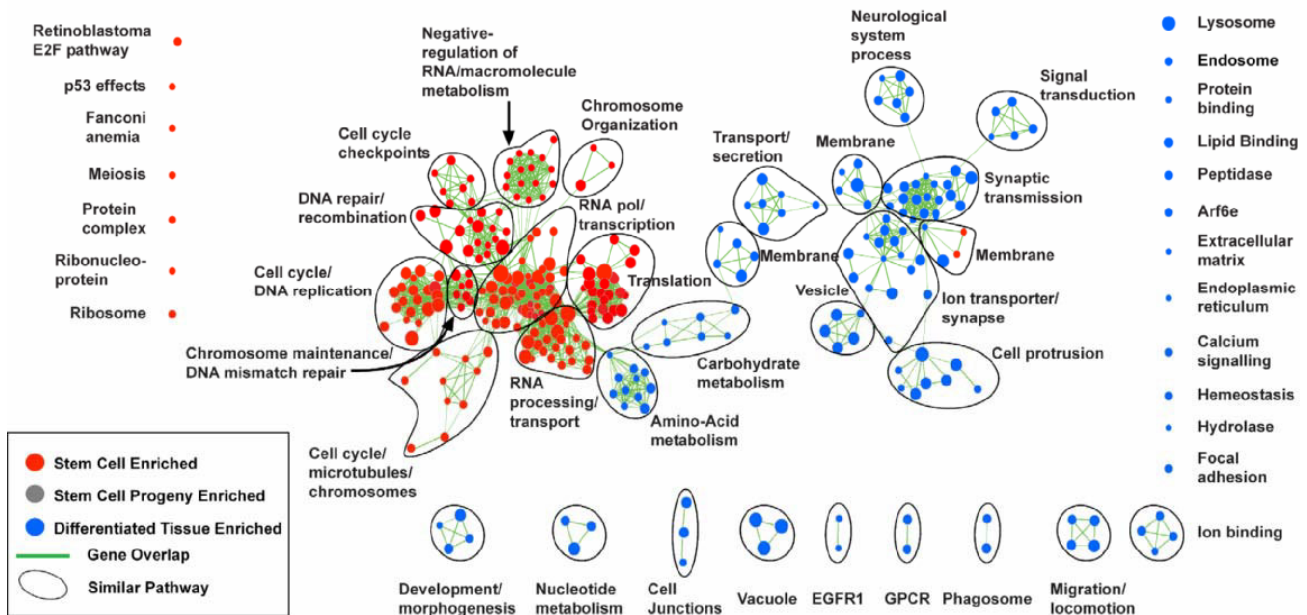 Retinoblastoma
E2F pathway
p53 effects
Fanconi
anemia
Meiosis
Protein
complex
Ribonucleo-
protein
Ribosome
Negative-
regulation of
RNA/macromolecule
metabolism
Cell cycle
checkpoints
Chromosome
Organization
DNA repair/
recombination
RNA pol/
transcription
Cell cycle/
DNA replication
Translation
Chromosome maintenance/
DNA mismatch repair
RNA
processing/
transport
Cell cycle/
microtubules/
chromosomes
Amino-Acid
metabolism
Carbohydrate
metabolism
Transport/
secretion
Membrane
Neurological
system
process
Signal
transduction
Membrane
Synaptic
transmission
Membrane
Vesicle
Ion transporter/
synapse
Cell protrusion
Lysosome
Endosome
Protein
binding
Lipid Binding
Peptidase
Arf6e
Extracellular
matrix
Endoplasmic
reticulum
Calcium
signalling
Hemeostasis
Hydrolase
Focal
adhesion
Stem Cell Enriched
Stem Cell Progeny Enriched
Differentiated Tissue Enriched
Gene Overlap
Similar Pathway
Development/
morphogenesis
Nucleotide
metabolism
Cell
Junctions
Vacuole
EGFR1
GPCR
Phagosome
Migration/
locomotion
Ion binding